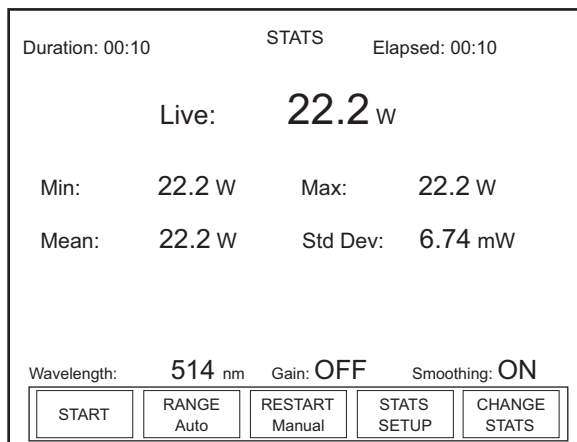 STATS
Duration: 00:10 Elapsed: 00:10
Live: 22.2 W
Min: 22.2 W Max: 22.2 W
Mean: 22.2 W Std Dev: 6.74 mW
Wavelength: 514 nm Gain: OFF Smoothing: ON
START RANGE RESTART STATS CHANGE
Auto Manual SETUP STATS